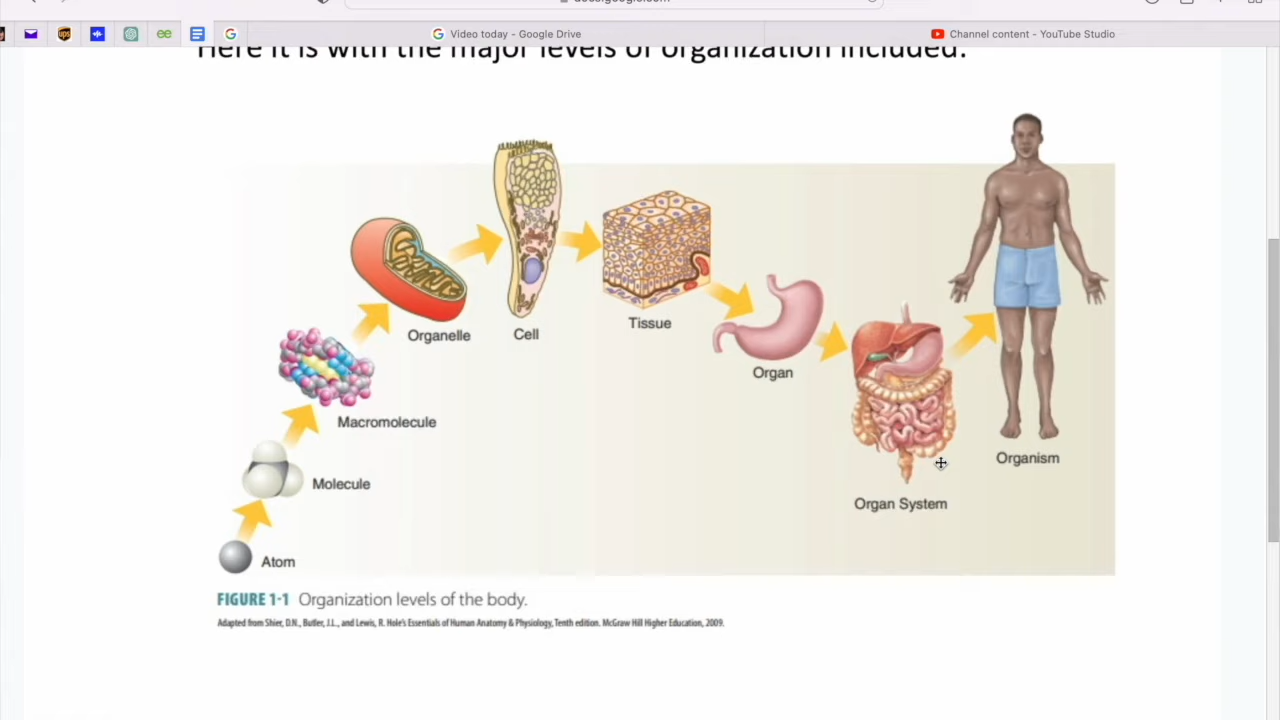 ups
ee
Video today - Google Drive
Channel content - YouTube Studio
Here it is with the major levels of organization included:
Organelle
Cell
Tissue
Organ
Macromolecule
Organism
Molecule
Organ System
Atom
FIGURE 1-1 Organization levels of the body.
Adapted from Shier, D.N., Butler, J.L., and Lewis, R. Hole's Essentials of Human Anatomy & Physiology, Tenth edition. McGraw Hill Higher Education, 2009.